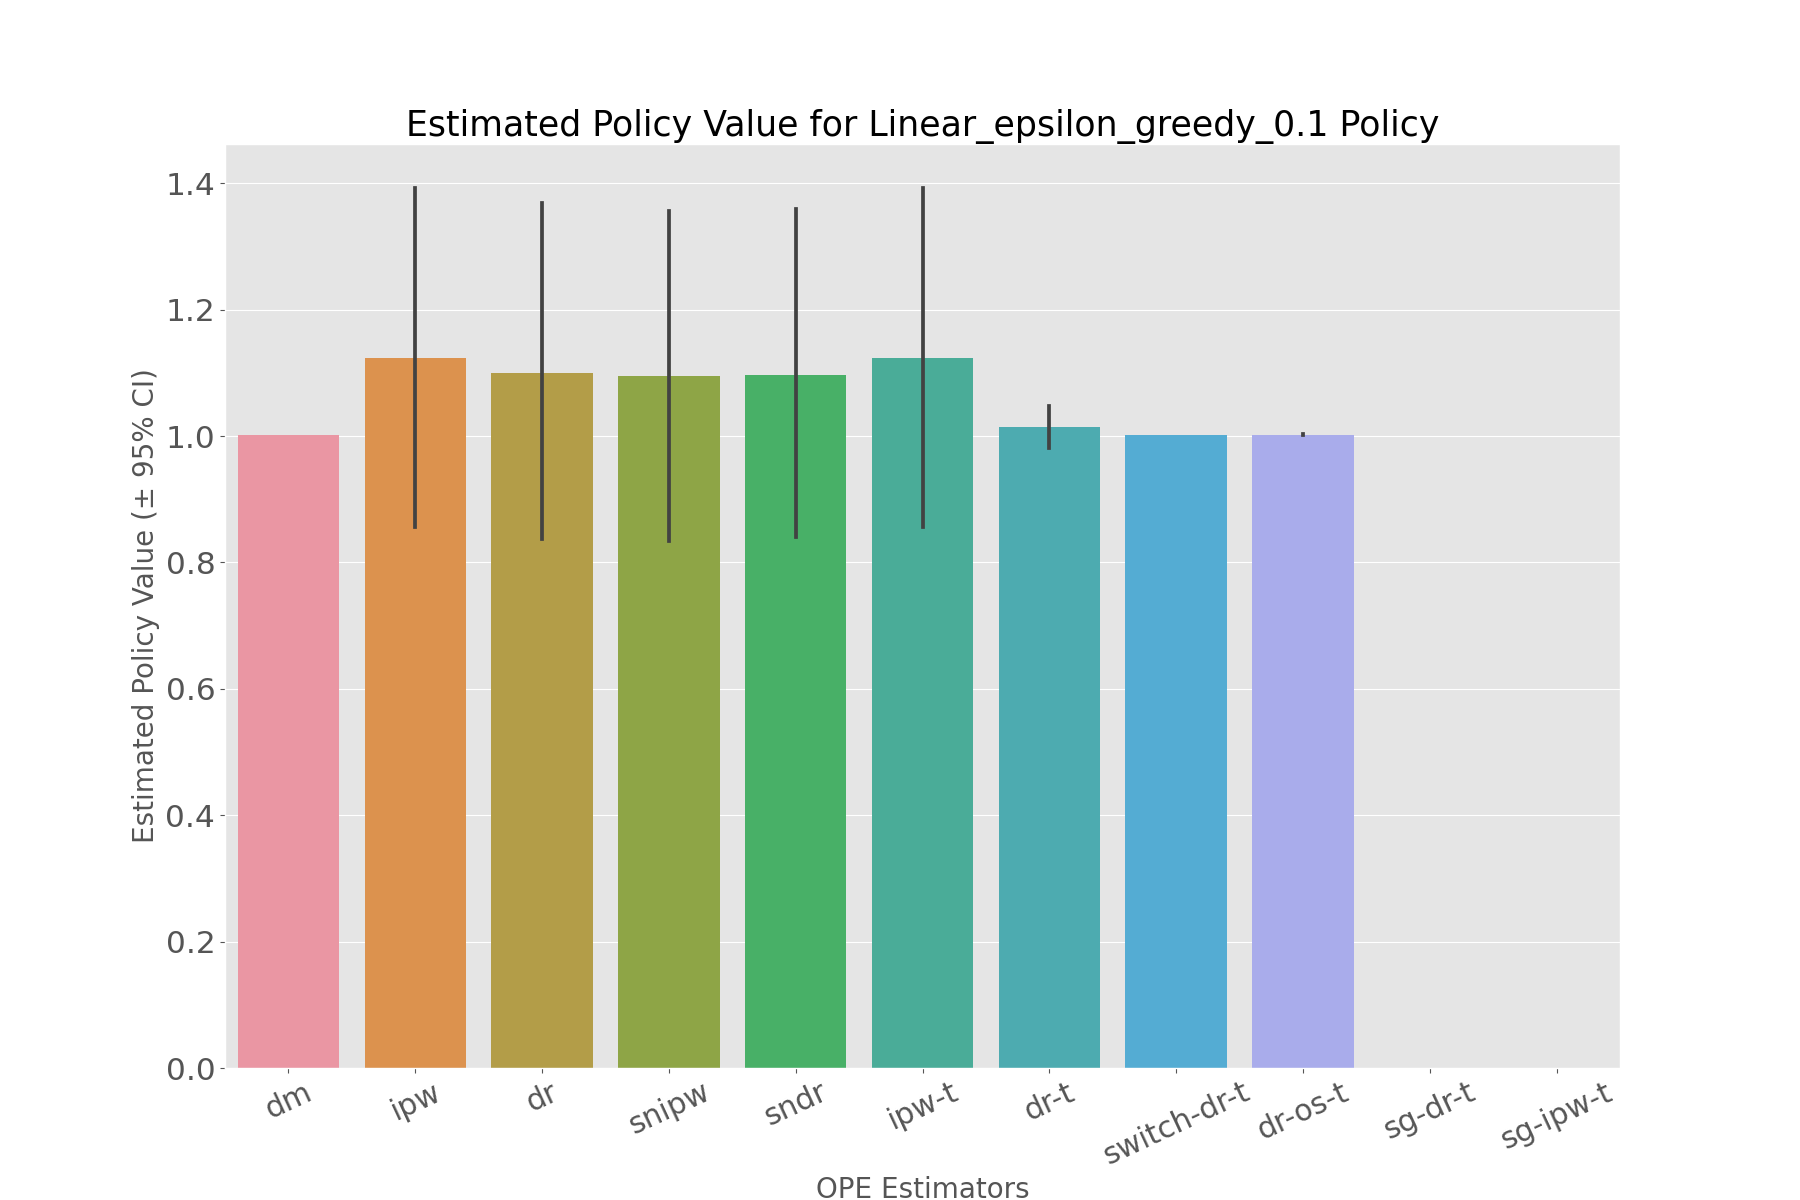 Estimated Policy Value for Linear_epsilon_greedy_0.1 Policy
Estimated Policy Value (± 95% CI)
1.4
1.2
1.0
0.8
0.6
0.4
0.2
0.0
dm
ipw
dr
snipw
sndr
ipw-t
dr-t
switch-dr-t
dr-os-t
sg-dr-t
sg-ipw-t
OPE Estimators